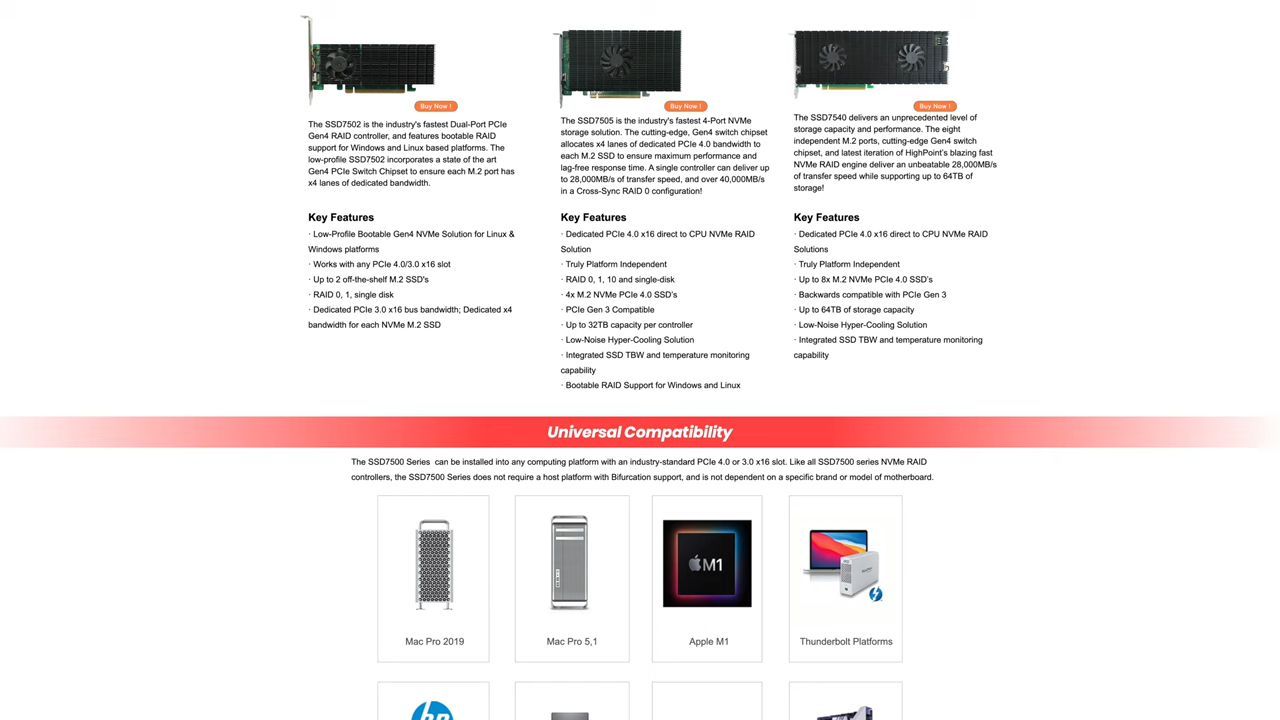 Buy Now !
The SSD7502 is the industry's fastest Dual-Port PCIe
Gen4 RAID controller, and features bootable RAID
support for Windows and Linux based platforms. The
low-profile SSD7502 incorporates a state of the art
Gen4 PCIe Switch Chipset to ensure each M.2 port has
x4 lanes of dedicated bandwidth.
Key Features
· Low-Profile Bootable Gen4 NVMe Solution for Linux &
Windows platforms
· Works with any PCIe 4.0/3.0 x16 slot
· Up to 2 off-the-shelf M.2 SSD's
· RAID 0, 1, single disk
· Dedicated PCIe 3.0 x16 bus bandwidth; Dedicated x4
bandwidth for each NVMe M.2 SSD
Buy Now !
The SSD7505 is the industry's fastest 4-Port NVMe
storage solution. The cutting-edge, Gen4 switch chipset
allocates x4 lanes of dedicated PCIe 4.0 bandwidth to
each M.2 SSD to ensure maximum performance and
lag-free response time. A single controller can deliver up
to 28,000MB/s of transfer speed, and over 40,000MB/s
in a Cross-Sync RAID 0 configuration!
Key Features
· Dedicated PCIe 4.0 x16 direct to CPU NVMe RAID
Solution
· Truly Platform Independent
· RAID 0, 1, 10 and single-disk
· 4x M.2 NVMe PCIe 4.0 SSD's
· PCIe Gen 3 Compatible
· Up to 32TB capacity per controller
· Low-Noise Hyper-Cooling Solution
· Integrated SSD TBW and temperature monitoring
capability
· Bootable RAID Support for Windows and Linux
Buy Now !
The SSD7540 delivers an unprecedented level of
storage capacity and performance. The eight
independent M.2 ports, cutting-edge Gen4 switch
chipset, and latest iteration of HighPoint's blazing fast
NVMe RAID engine deliver an unbeatable 28,000MB/s
of transfer speed while supporting up to 64TB of
storage!
Key Features
· Dedicated PCIe 4.0 x16 direct to CPU NVMe RAID
Solutions
· Truly Platform Independent
· Up to 8x M.2 NVMe PCIe 4.0 SSD's
· Backwards compatible with PCIe Gen 3
· Up to 64TB of storage capacity
· Low-Noise Hyper-Cooling Solution
· Integrated SSD TBW and temperature monitoring
capability
Universal Compatibility
The SSD7500 Series can be installed into any computing platform with an industry-standard PCIe 4.0 or 3.0 x16 slot. Like all SSD7500 series NVMe RAID
controllers, the SSD7500 Series does not require a host platform with Bifurcation support, and is not dependent on a specific brand or model of motherboard.
M1
Mac Pro 2019
Mac Pro 5,1
Apple M1
Thunderbolt Platforms
hp